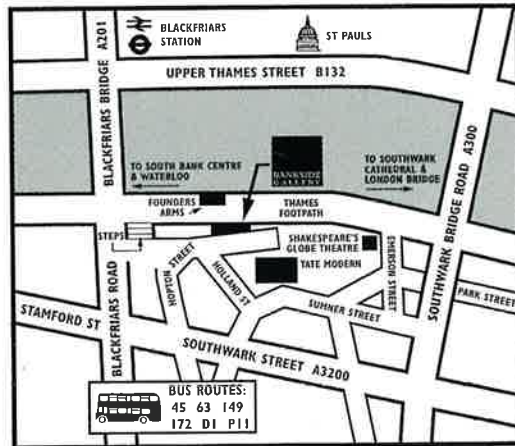 BLACKFRIARS
STATION
ST PAULS
BLACKFRIARS BRIDGE A201
UPPER THAMES STREET B132
TO SOUTH BANK CENTRE
& WATERLOO
BANKSIDE
GALLERY
TO SOUTHWARK
CATHEDRAL &
LONDON BRIDGE
SOUTHWARK BRIDGE ROAD A300
FOUNDERS
ARMS
THAMES
FOOTPATH
STEPS
HOPTON STREET
HOLLAND ST
SHAKESPEARE'S
GLOBE THEATRE
TATE MODERN
EMERSON STREET
SUMNER STREET
PARK STREET
STAMFORD ST
BLACKFRIARS ROAD
SOUTHWARK STREET A3200
BUS ROUTES:
45 63 149
172 D1 P11